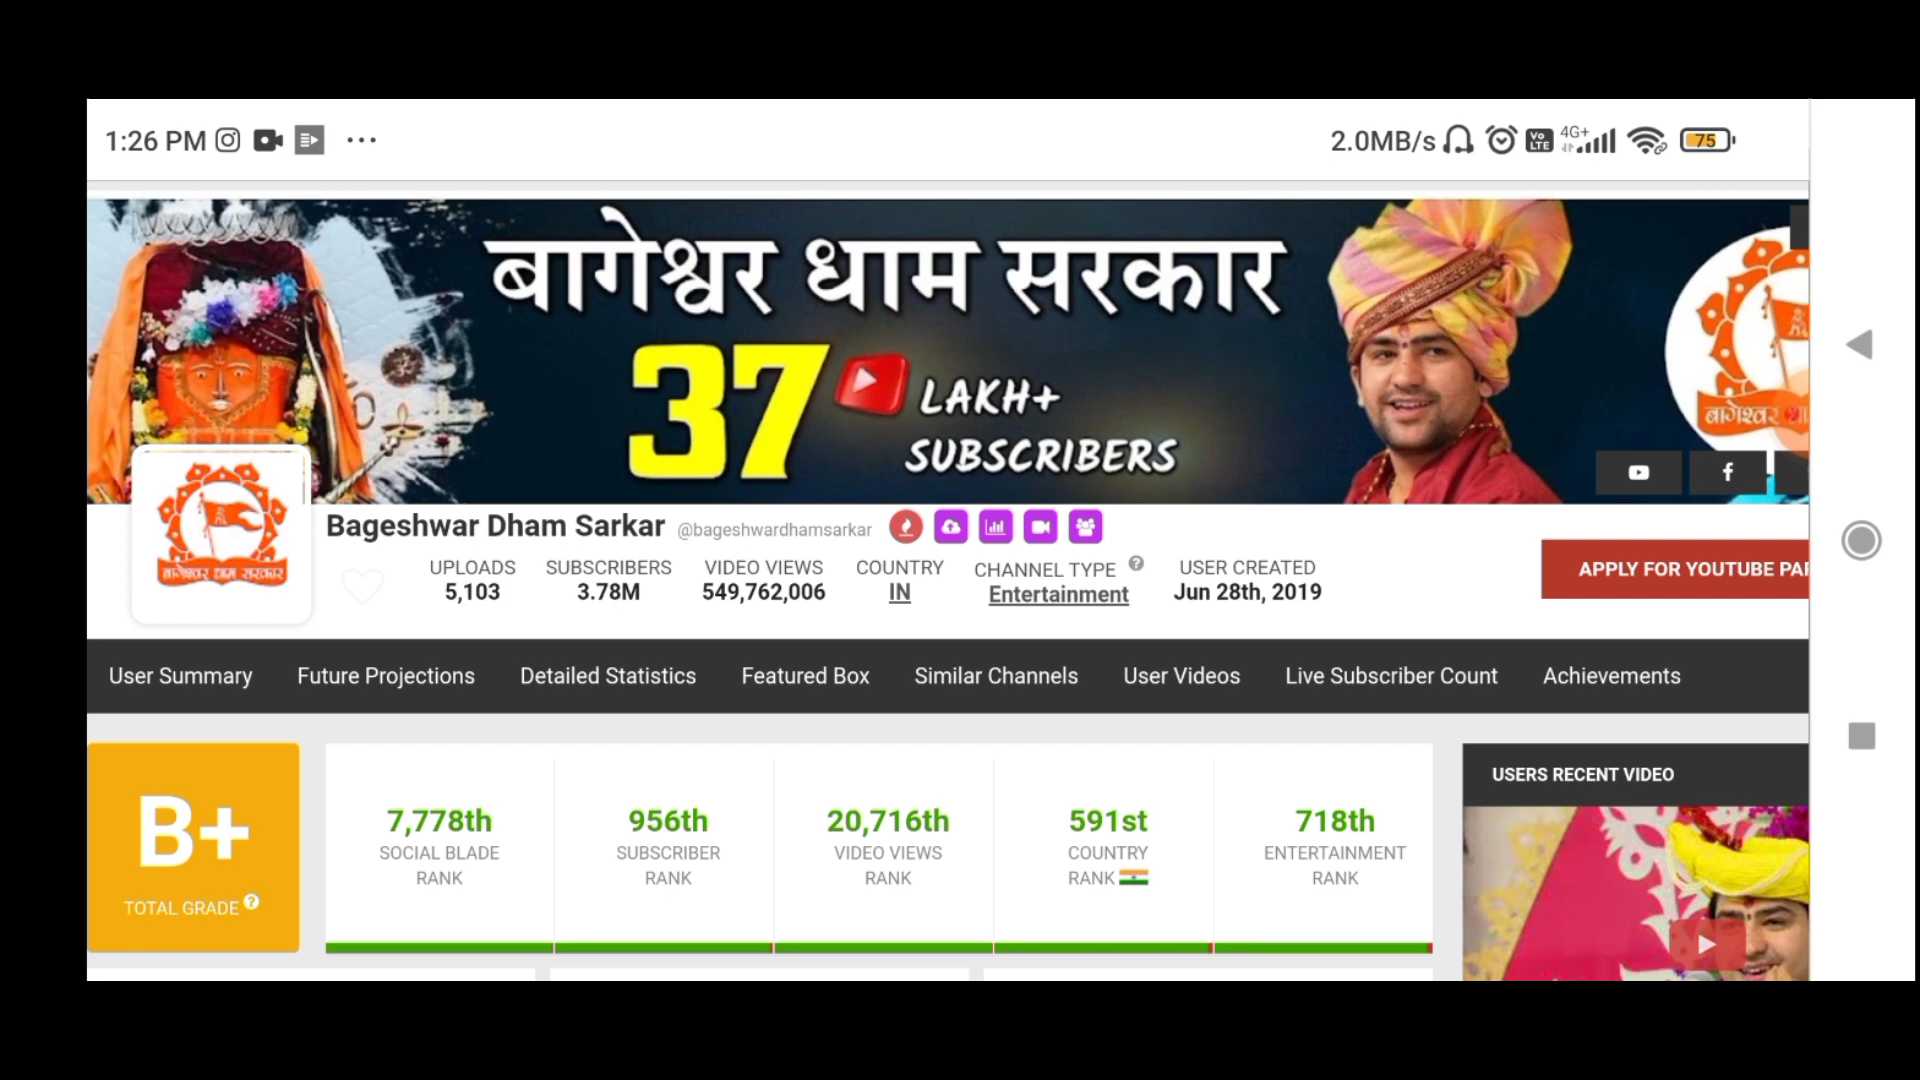 1:26 PM
2.0MB/s
Vo LTE
4G+
75
बागेश्वर धाम सरकार
37 LAKH+
SUBSCRIBERS
बागेश्वर धाम सरकार
Bageshwar Dham Sarkar @bageshwardhamsarkar
UPLOADS SUBSCRIBERS VIDEO VIEWS COUNTRY CHANNEL TYPE USER CREATED
5,103 3.78M 549,762,006 IN Entertainment Jun 28th, 2019
APPLY FOR YOUTUBE
User Summary Future Projections Detailed Statistics Featured Box Similar Channels User Videos Live Subscriber Count Achievements
B+
TOTAL GRADE
7,778th
SOCIAL BLADE
RANK
956th
SUBSCRIBER
RANK
20,716th
VIDEO VIEWS
RANK
591st
COUNTRY
RANK
718th
ENTERTAINMENT
RANK
USERS RECENT VIDEO